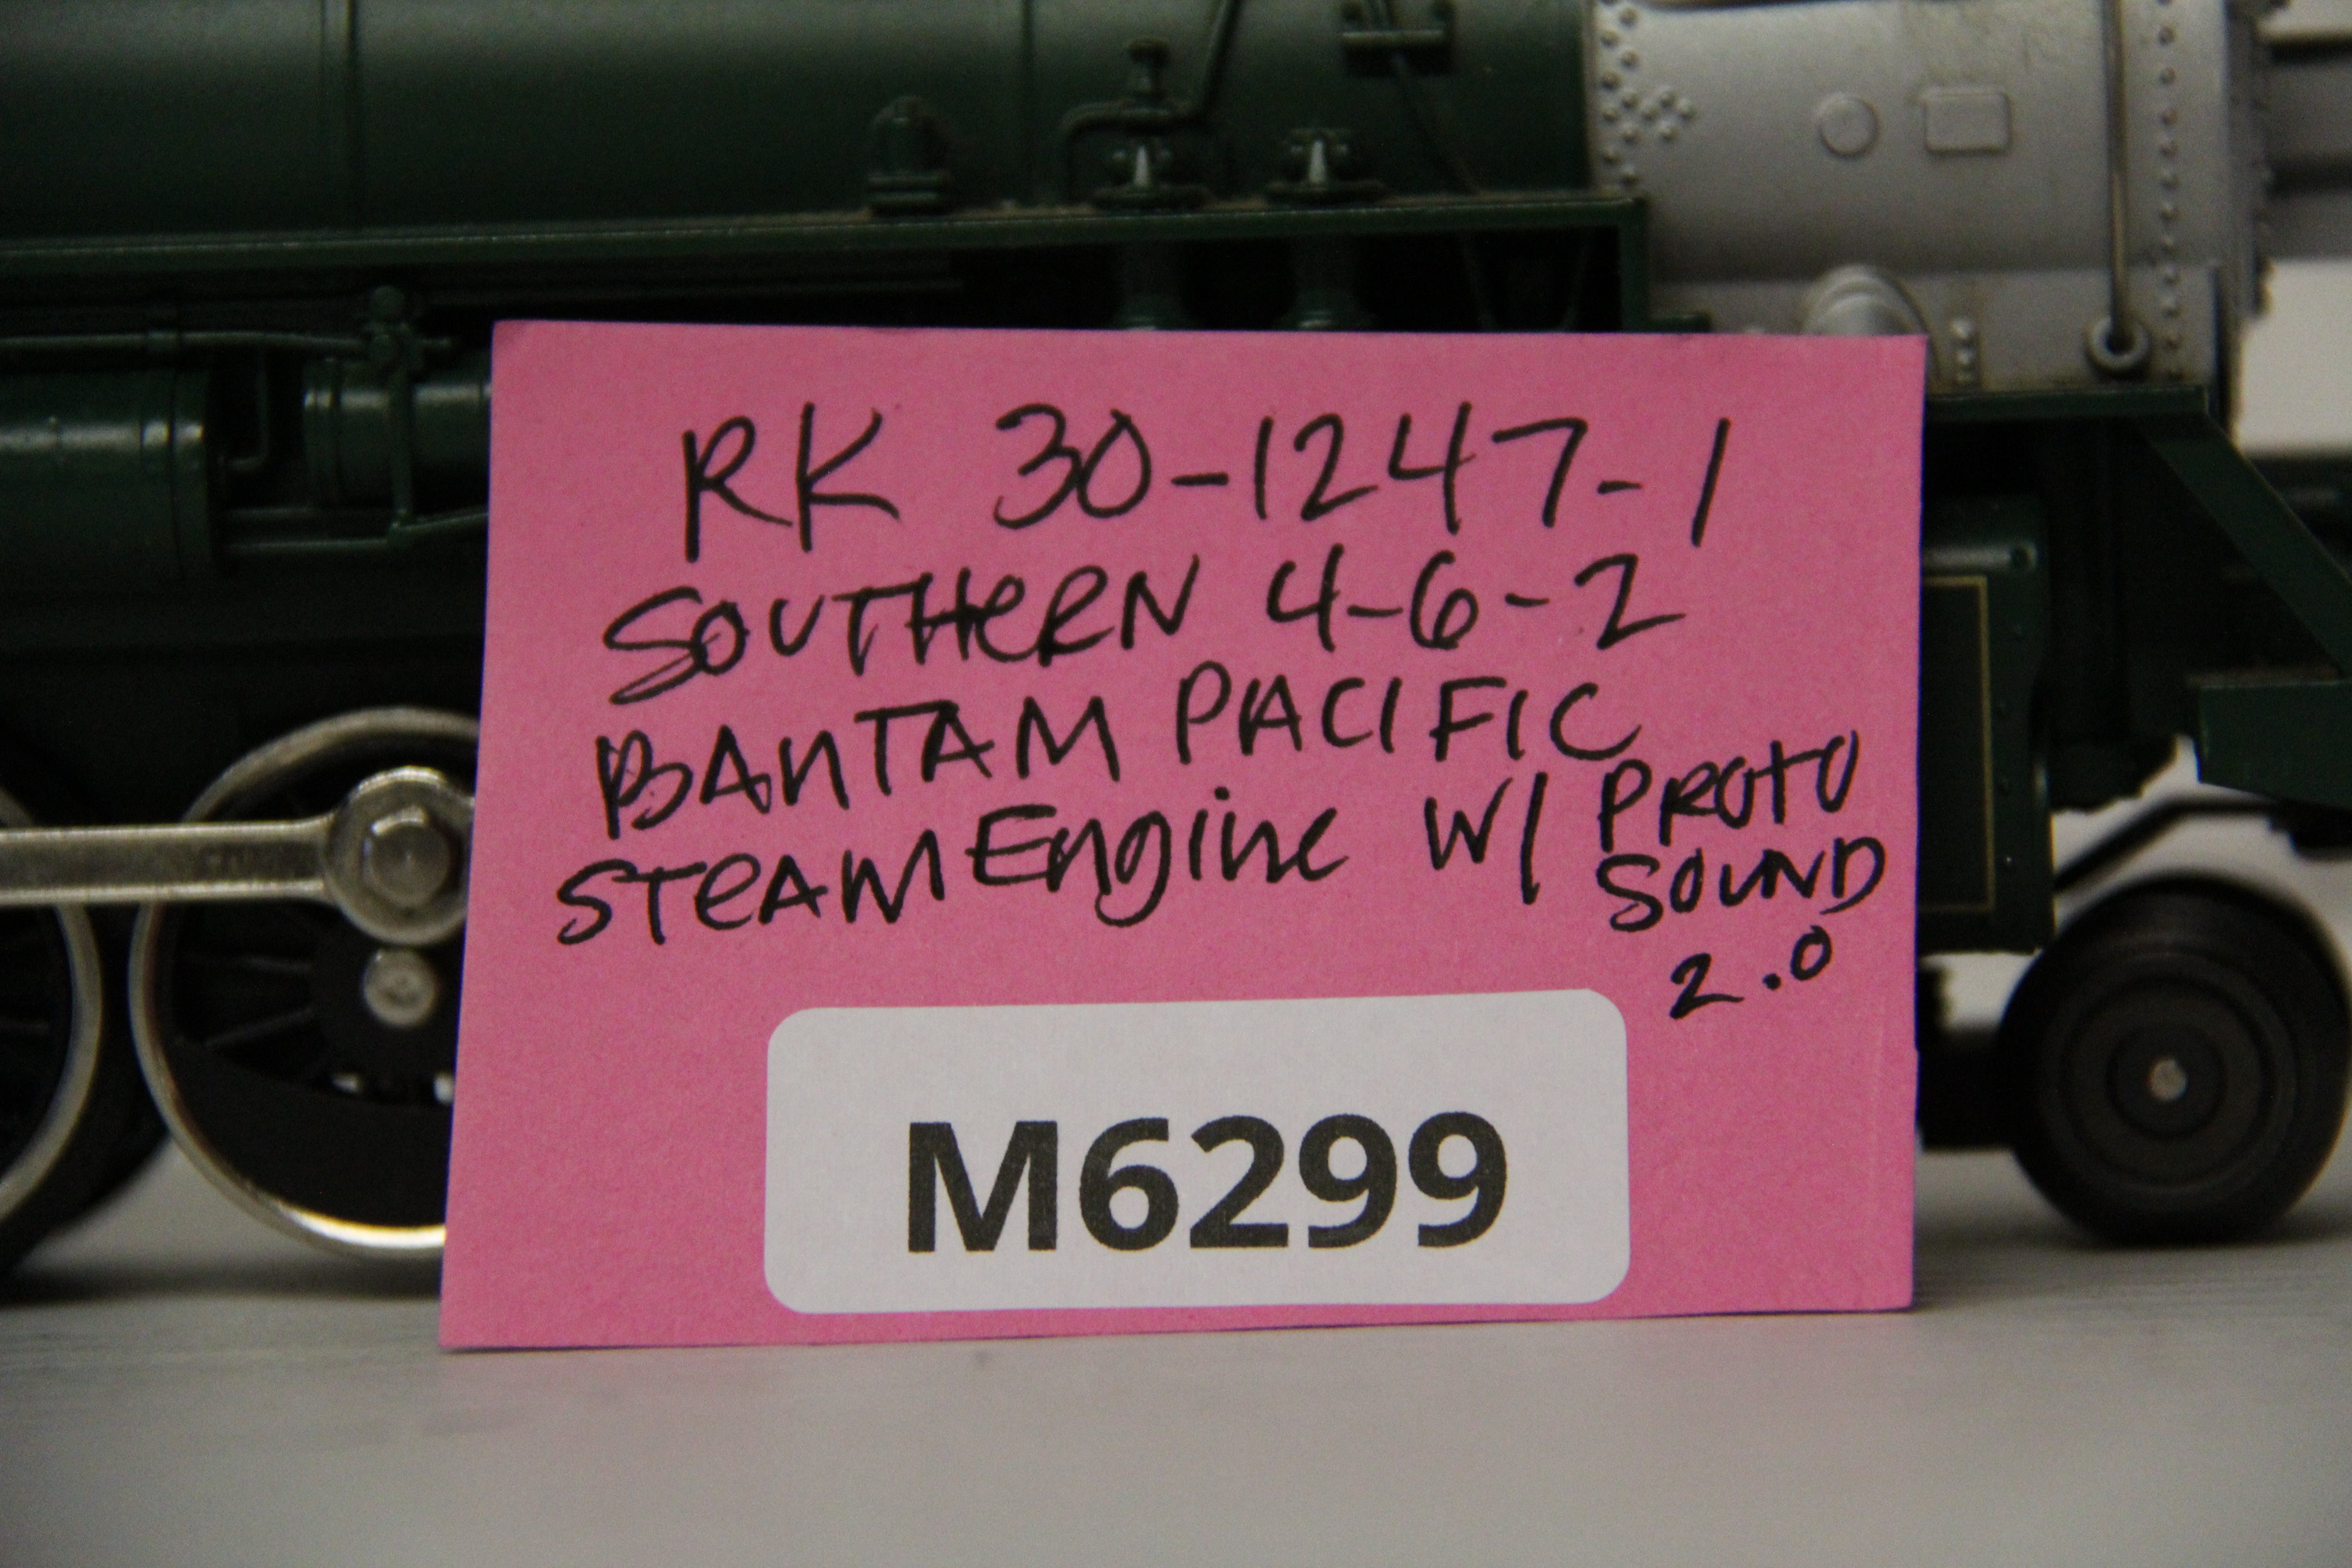 RK 30-1247-1
SOUTHERN 4-6-2
BANTAM PACIFIC
STEAM Engine W/ PROTO
SOUND
2.0
M6299